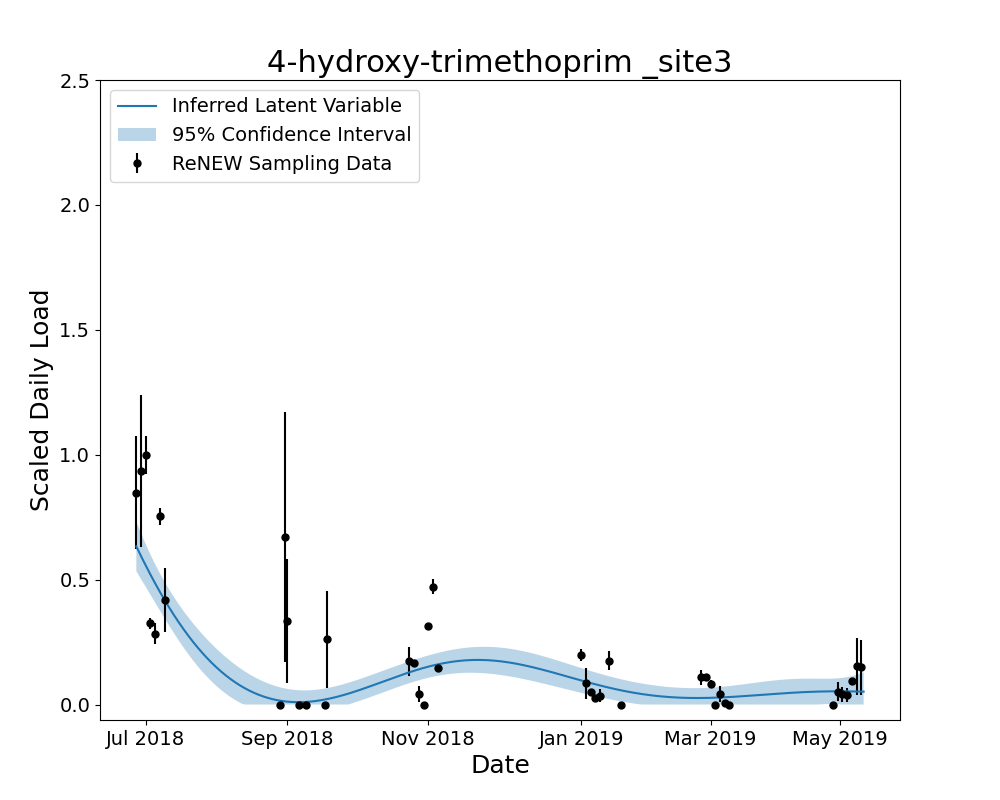 4-hydroxy-trimethoprim _site3
2.5
2.0
1.5
1.0
0.5
0.0
Scaled Daily Load
Inferred Latent Variable
95% Confidence Interval
ReNEW Sampling Data
Jul 2018
Sep 2018
Nov 2018
Jan 2019
Mar 2019
May 2019
Date